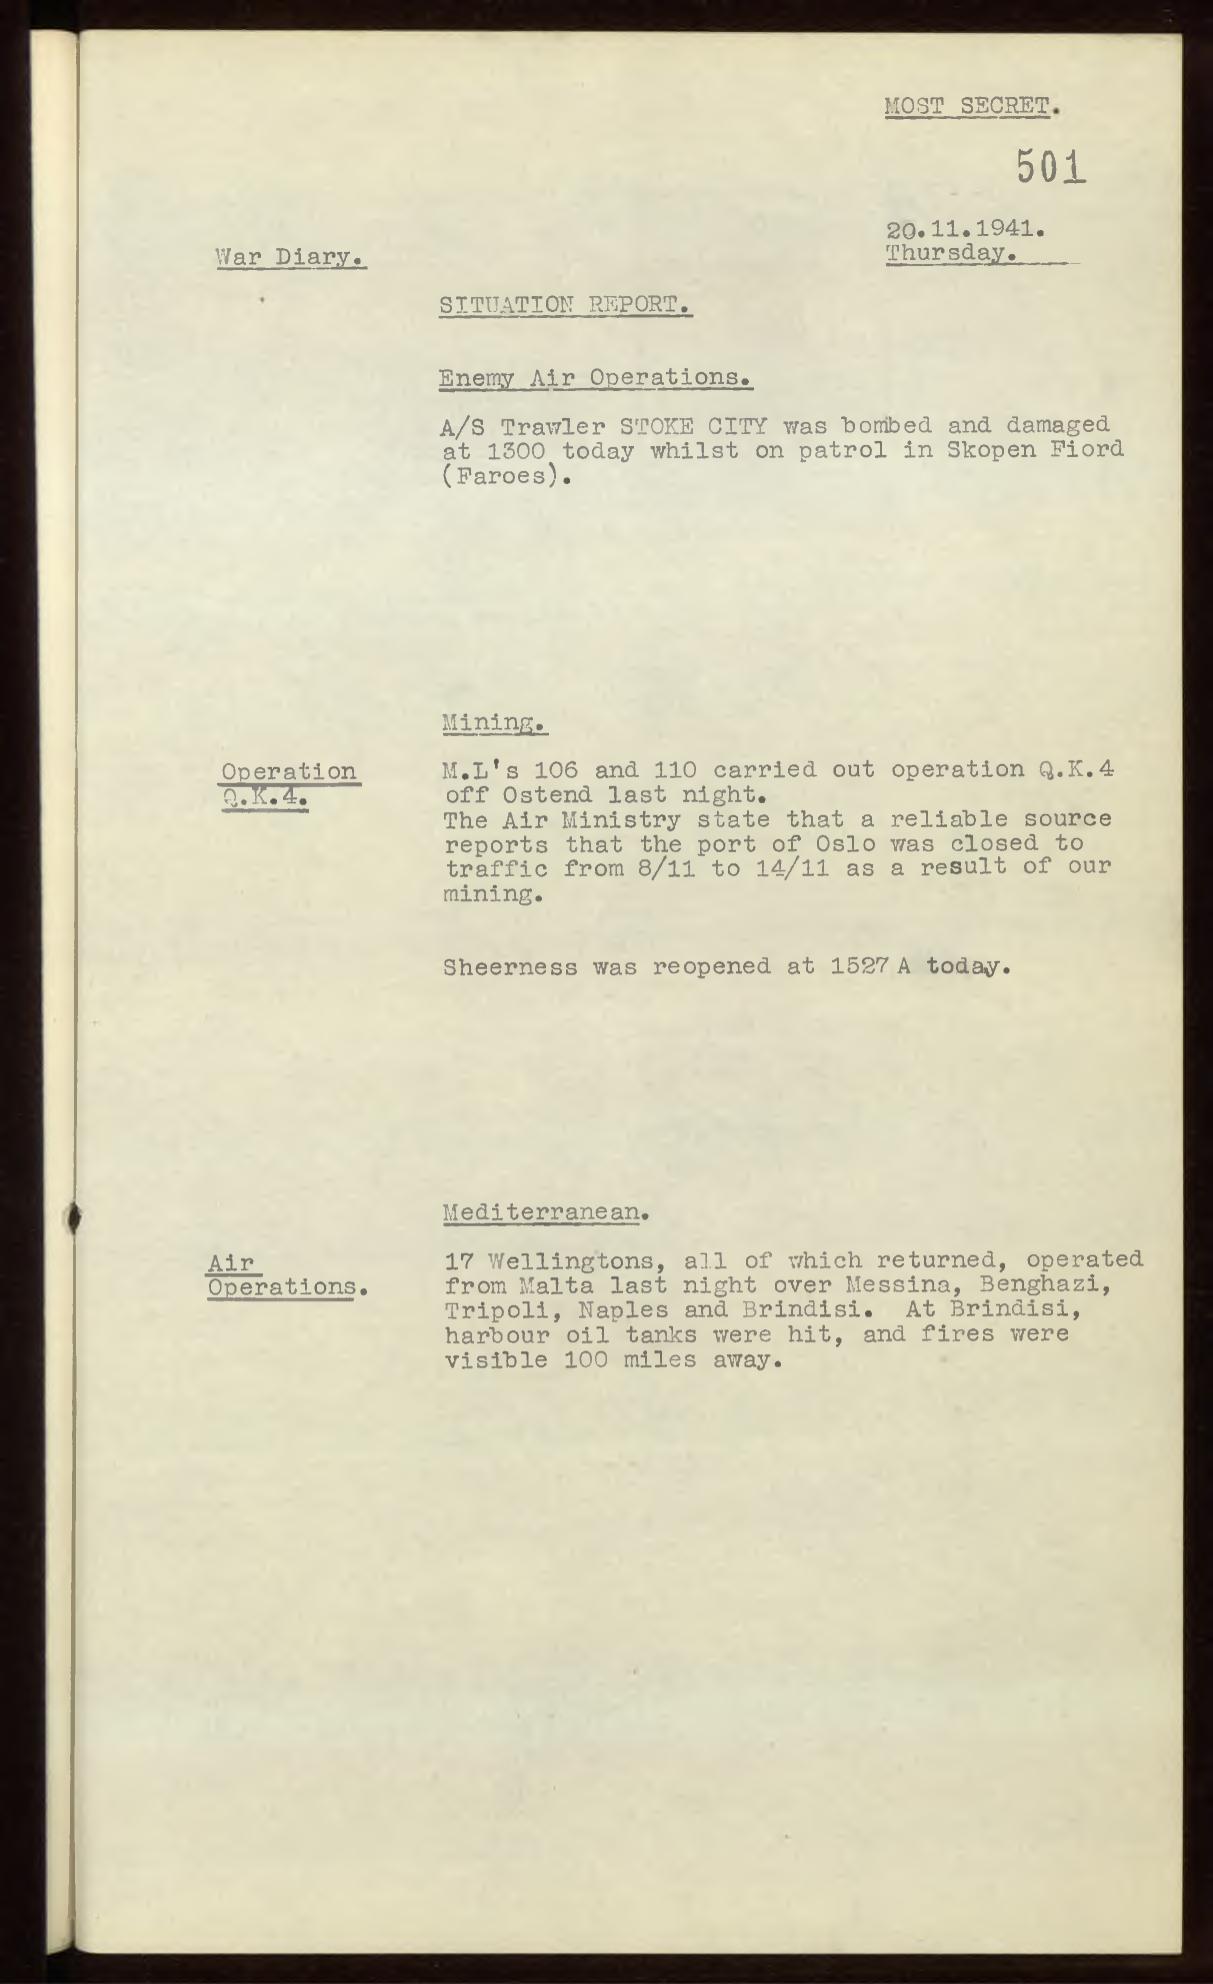 MOST SECRET.
501
20.11.1941.
Thursday.
War Diary.
SITUATION REPORT.
Enemy Air Operations.
A/S Trawler STOKE CITY was bombed and damaged
at 1300 today whilst on patrol in Skopen Fiord
(Faroes).
Mining.
Operation
Q.K.4.
M.L's 106 and 110 carried out operation Q.K.4
off Ostend last night.
The Air Ministry state that a reliable source
reports that the port of Oslo was closed to
traffic from 8/11 to 14/11 as a result of our
mining.
Sheerness was reopened at 1527 A today.
Mediterranean.
Air
Operations.
17 Wellingtons, all of which returned, operated
from Malta last night over Messina, Benghazi,
Tripoli, Naples and Brindisi. At Brindisi,
harbour oil tanks were hit, and fires were
visible 100 miles away.